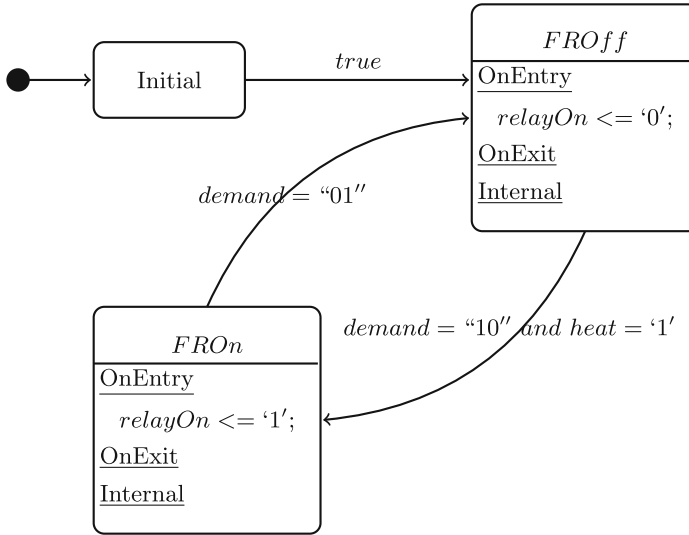 FROff
true
Initial
OnEntry
relayOn <= ‘0′;
OnExit
demand = “01″
Internal
demand = “10″ and heat = ‘1′
FROn
OnEntry
relayOn <= ‘1′;
OnExit
Internal